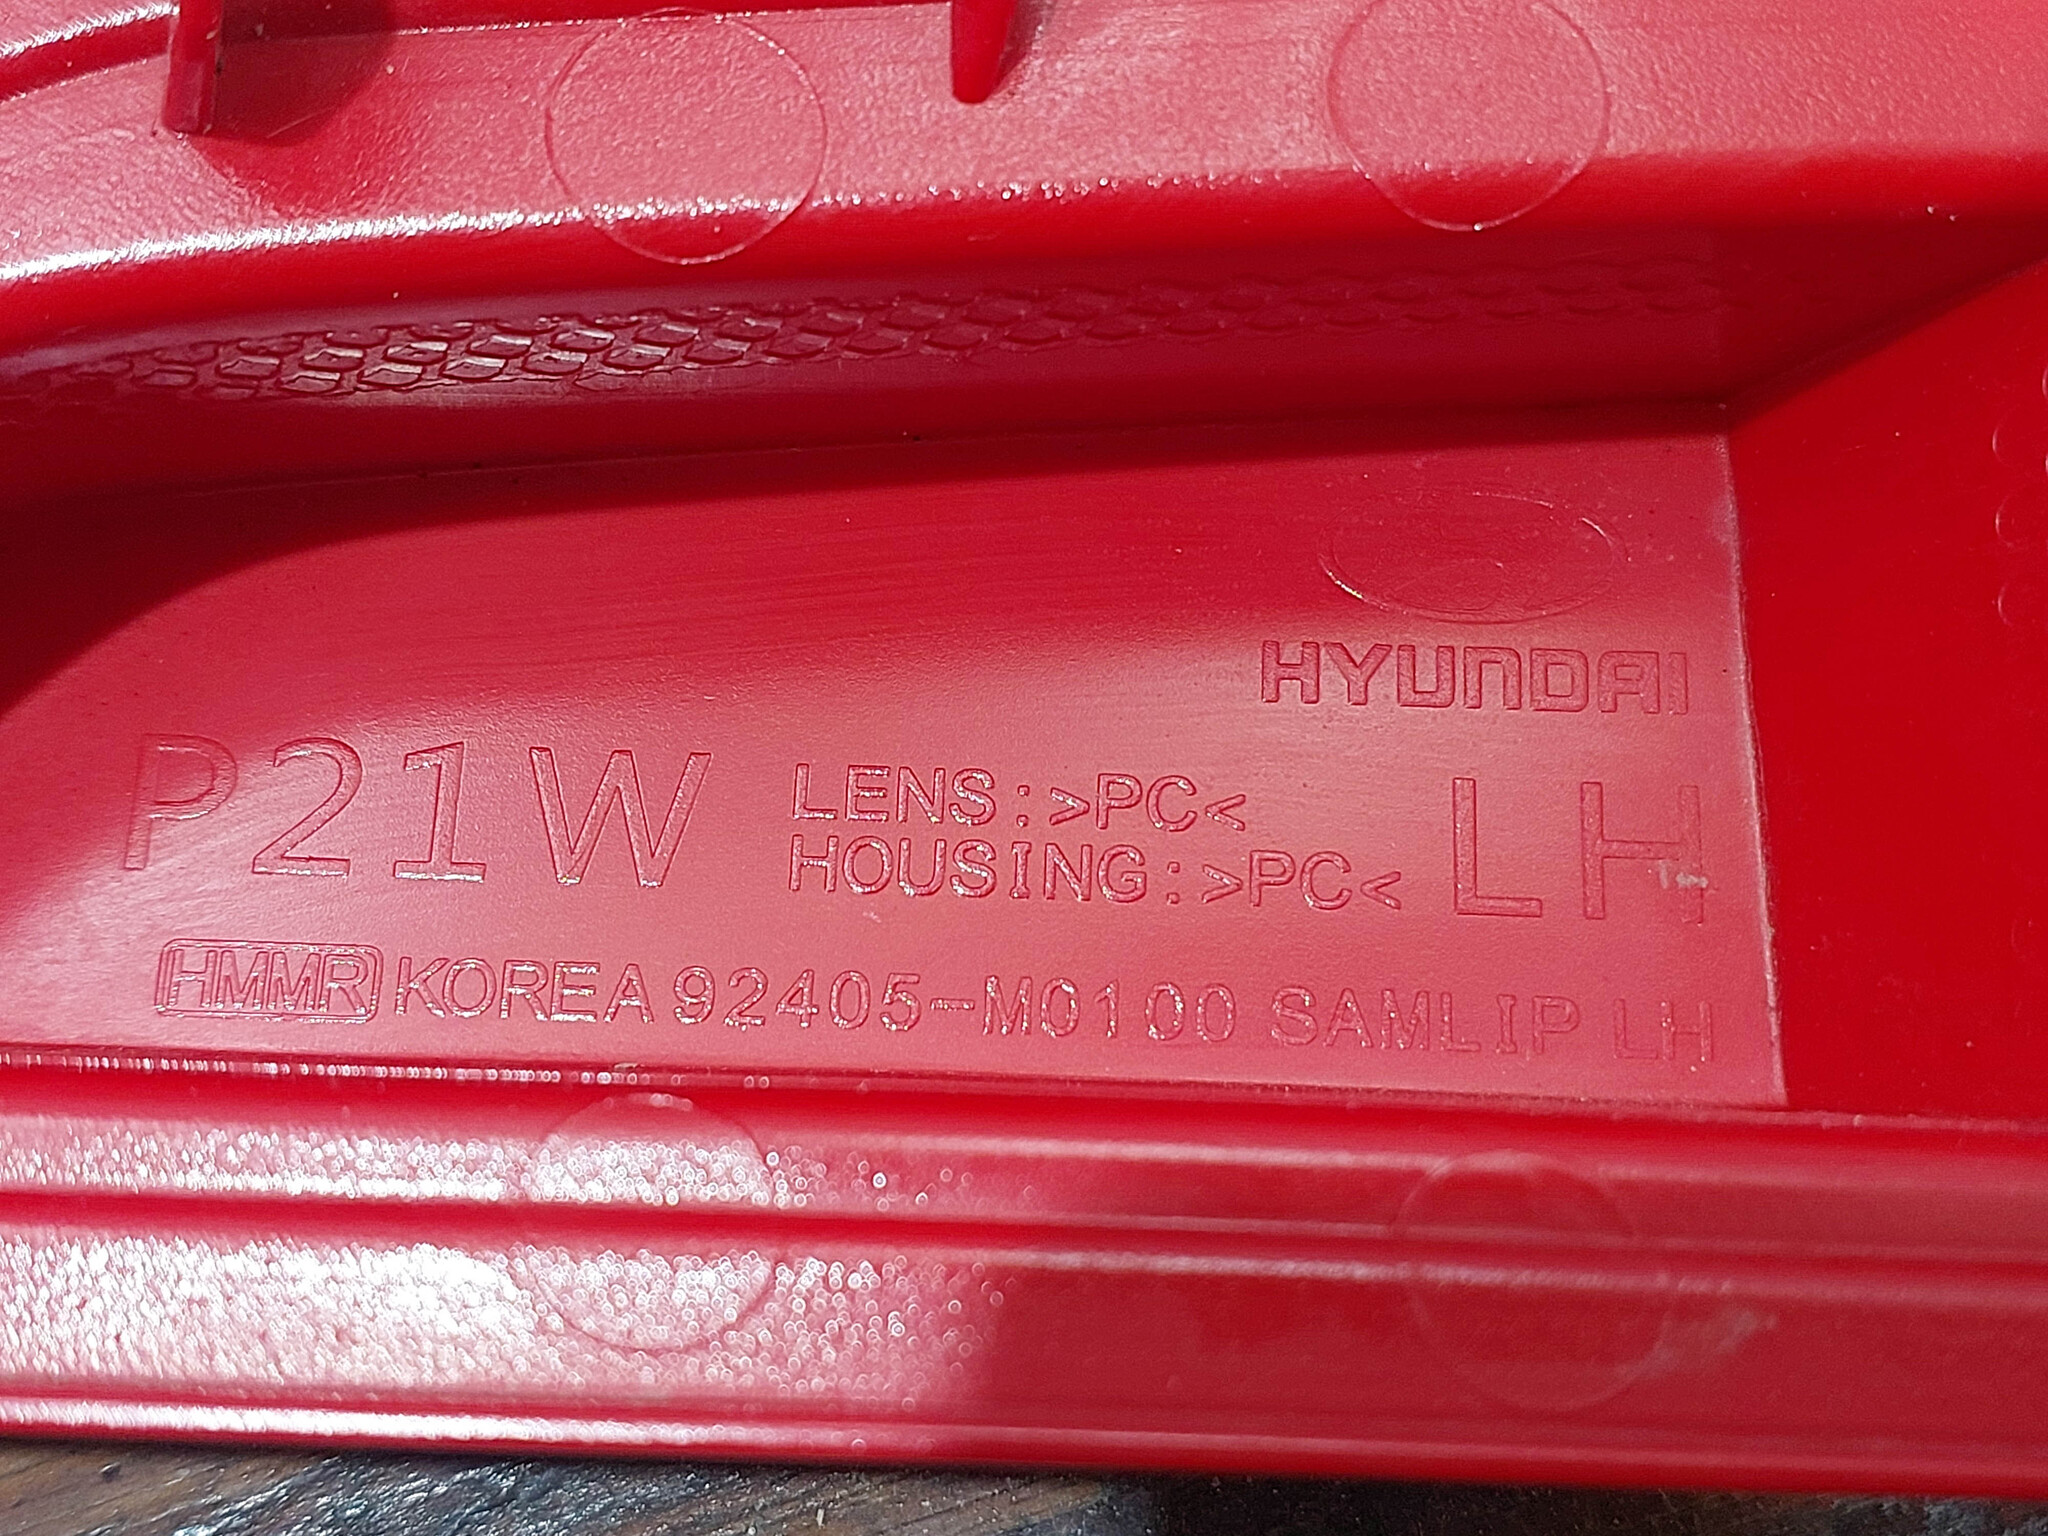 HYUNDAI
P21W
LENS:>PC<
HOUSING:>PC<
LH
HMMR KOREA 92405-M0100 SAMLIP LH